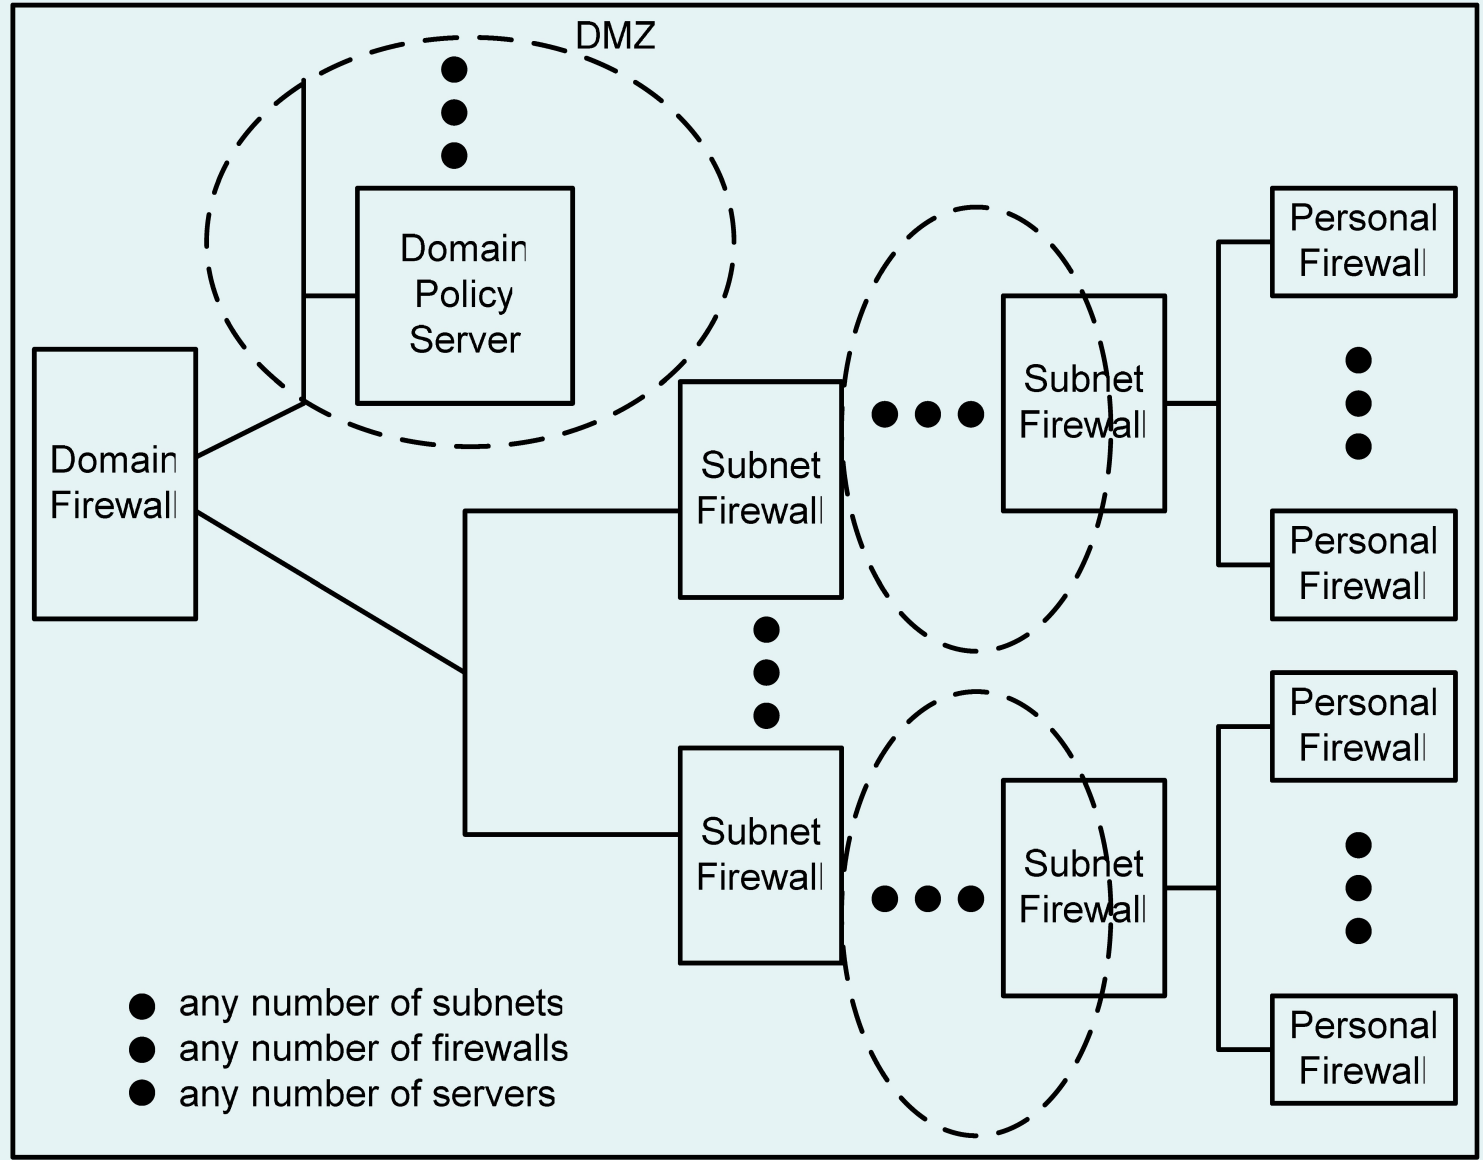 DMZ
Domain
Policy
Server
Domain
Firewall
Subnet
Firewall
Subnet
Firewall
Personal
Firewall
Personal
Firewall
Subnet
Firewall
Subnet
Firewall
Personal
Firewall
Personal
Firewall
any number of subnets
any number of firewalls
any number of servers